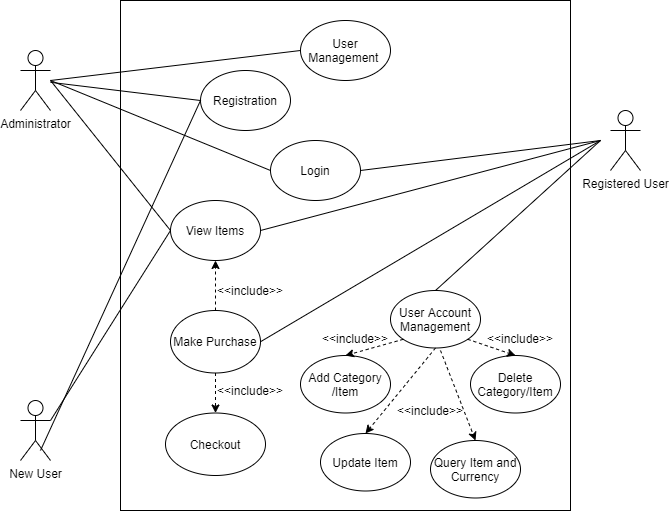 User
Management
Administrator
Registration
Login
Registered User
View Items
<<include>>
Make Purchase
<<include>>
Checkout
User Account
Management
<<include>>
<<include>>
Add Category
/Item
Delete
Category/Item
<<include>>
Update Item
Query Item and
Currency
New User